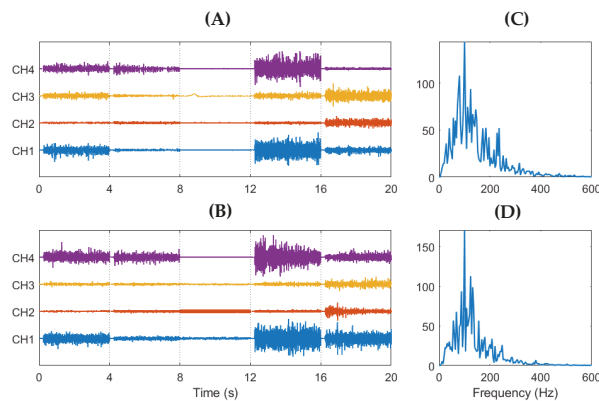 (A)
CH4
CH3
CH2
CH1
0 4 8 12 16 20
(C)
100
50
0
0 200 400 600
(B)
CH4
CH3
CH2
CH1
0 4 8 12 16 20
Time (s)
(D)
150
100
50
0
0 200 400 600
Frequency (Hz)